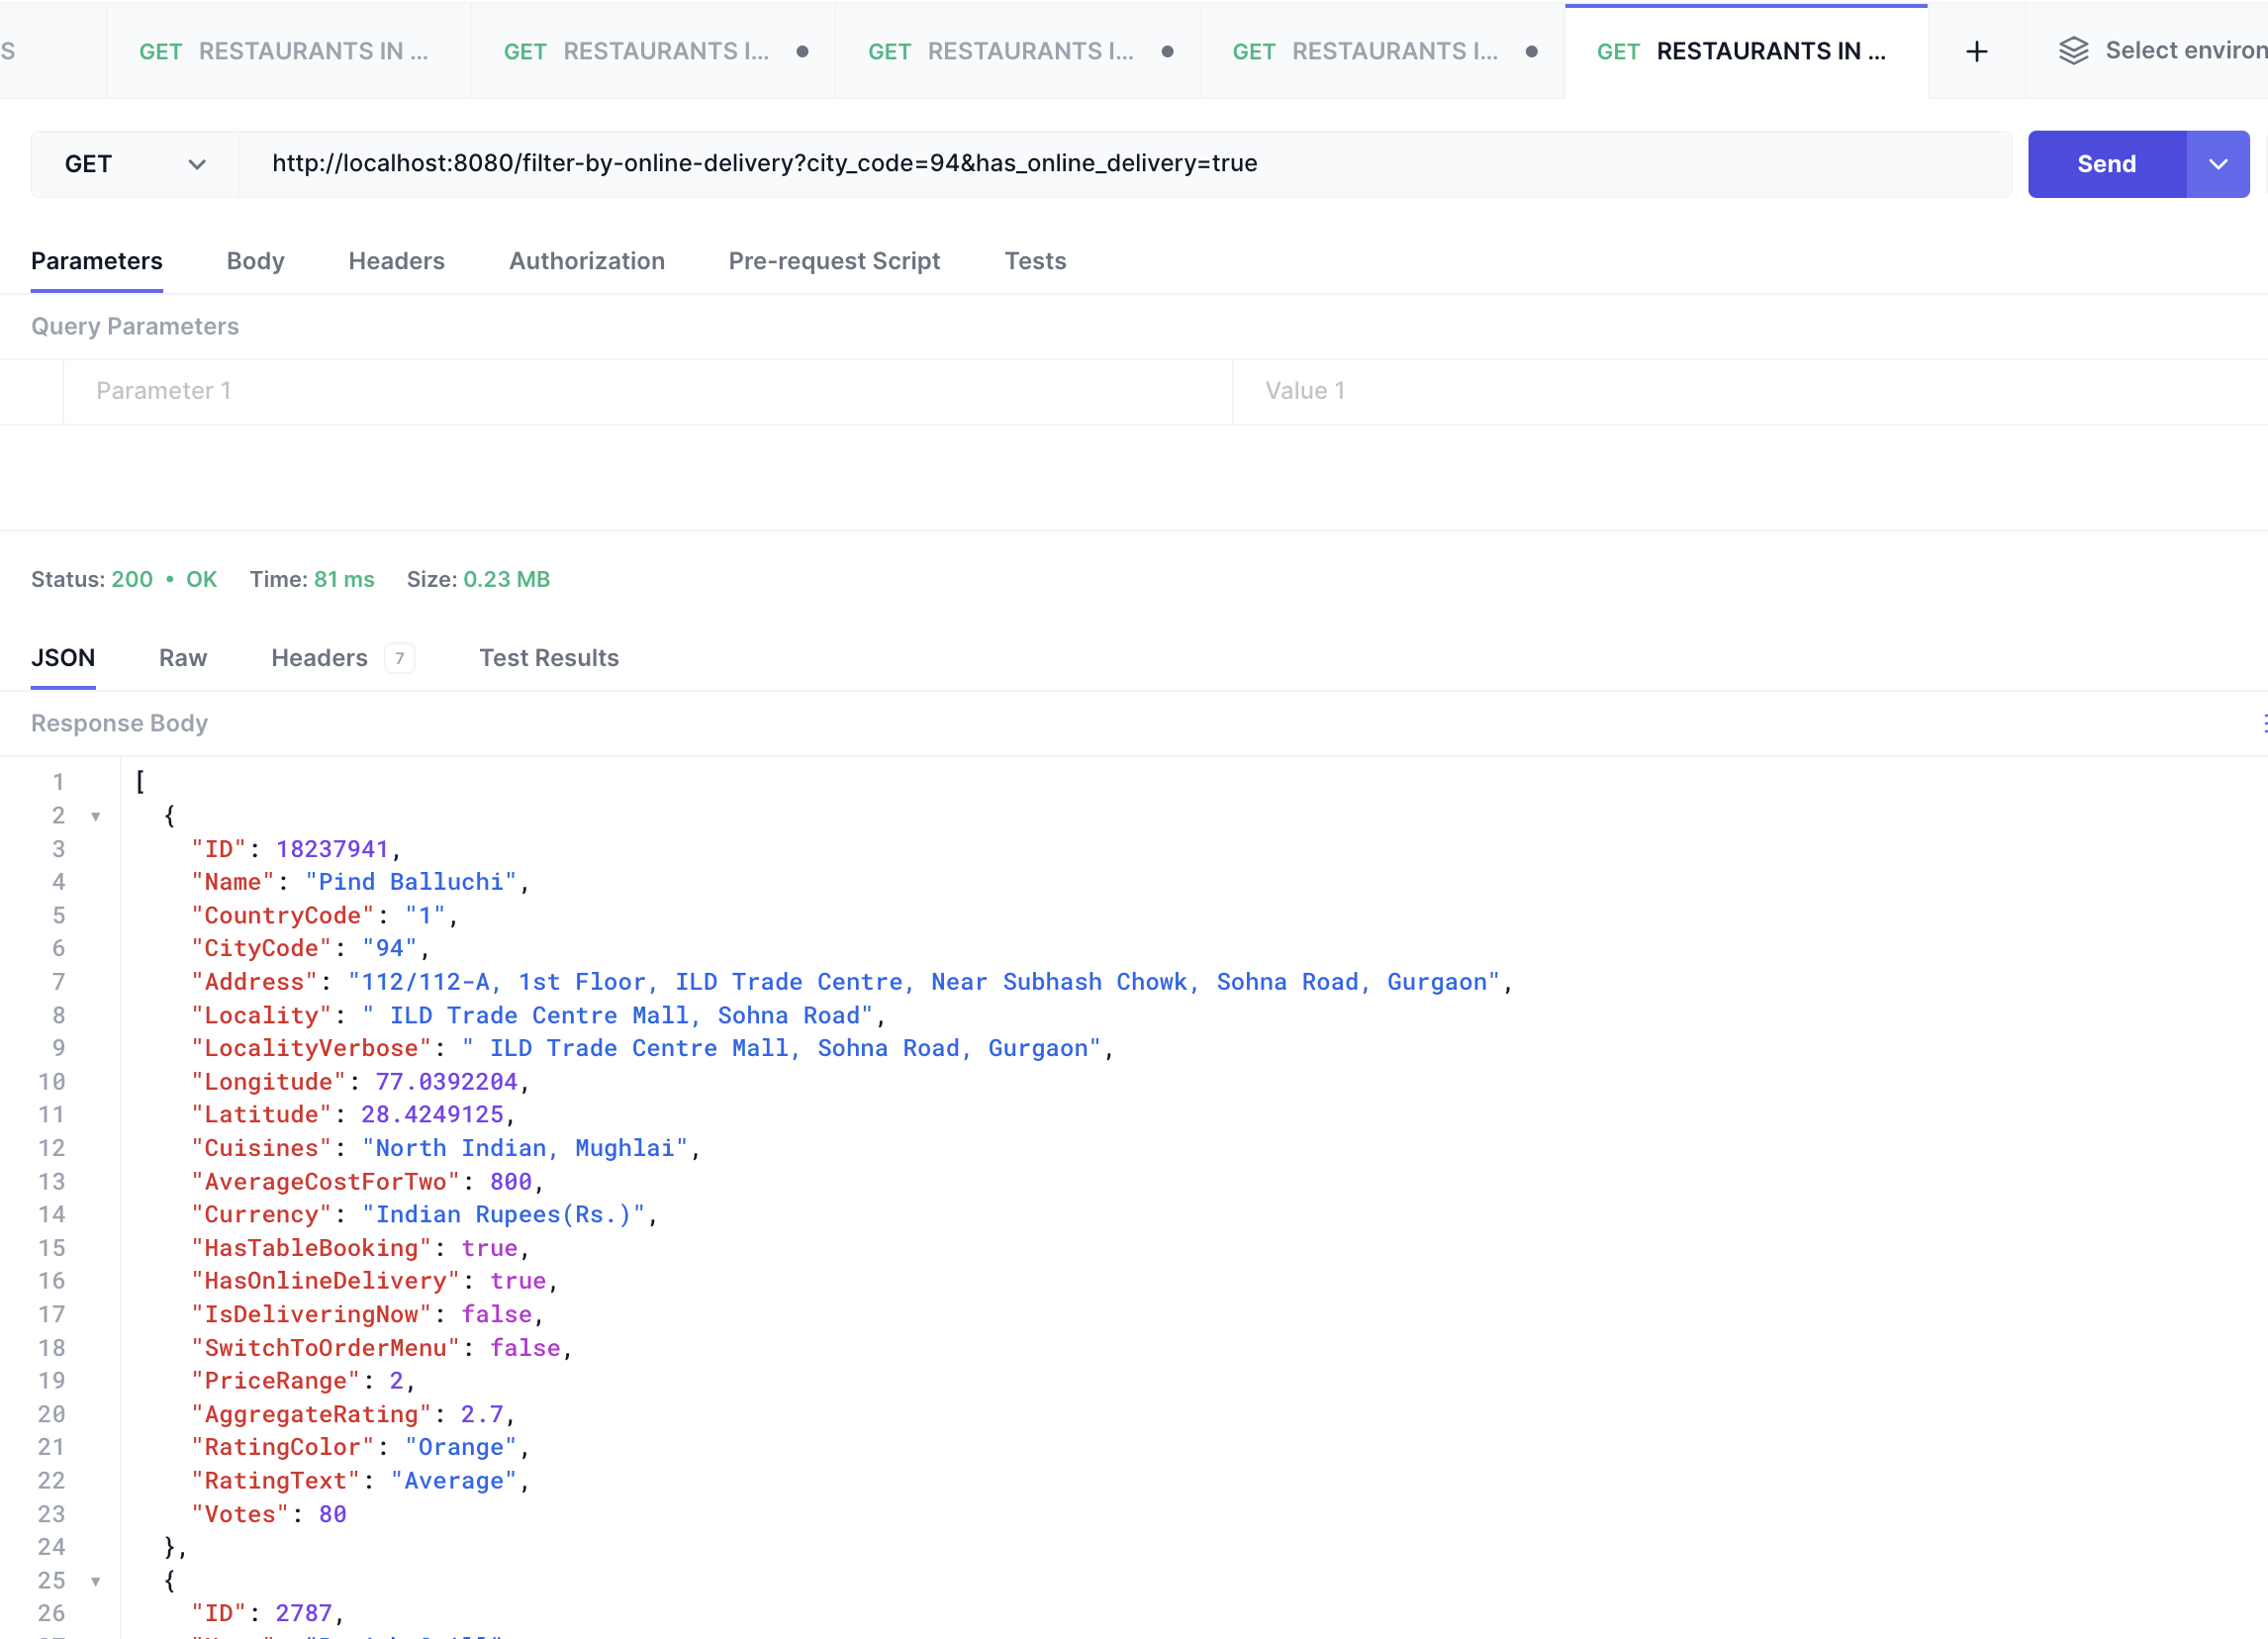 S GET RESTAURANTS IN ... GET RESTAURANTS I... GET RESTAURANTS I... GET RESTAURANTS I... GET RESTAURANTS IN ... + Select environ
GET http://localhost:8080/filter-by-online-delivery?city_code=94&has_online_delivery=true Send
Parameters Body Headers Authorization Pre-request Script Tests
Query Parameters
Parameter 1 Value 1
Status: 200 • OK Time: 81 ms Size: 0.23 MB
JSON Raw Headers 7 Test Results
Response Body
1 [
2 {
3 "ID": 18237941,
4 "Name": "Pind Balluchi",
5 "CountryCode": "1",
6 "CityCode": "94",
7 "Address": "112/112-A, 1st Floor, ILD Trade Centre, Near Subhash Chowk, Sohna Road, Gurgaon",
8 "Locality": " ILD Trade Centre Mall, Sohna Road",
9 "LocalityVerbose": " ILD Trade Centre Mall, Sohna Road, Gurgaon",
10 "Longitude": 77.0392204,
11 "Latitude": 28.4249125,
12 "Cuisines": "North Indian, Mughlai",
13 "AverageCostForTwo": 800,
14 "Currency": "Indian Rupees(Rs.)",
15 "HasTableBooking": true,
16 "HasOnlineDelivery": true,
17 "IsDeliveringNow": false,
18 "SwitchToOrderMenu": false,
19 "PriceRange": 2,
20 "AggregateRating": 2.7,
21 "RatingColor": "Orange",
22 "RatingText": "Average",
23 "Votes": 80
24 },
25 {
26 "ID": 2787,